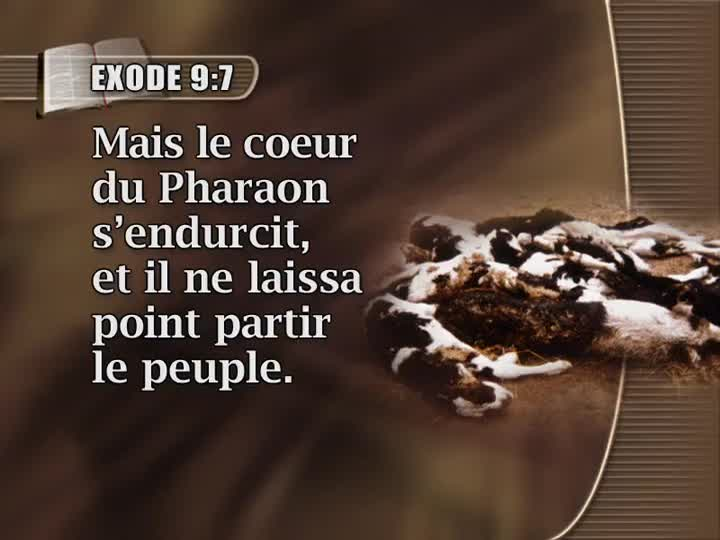 EXODE 9:7
Mais le coeur
du Pharaon
s’endurcit,
et il ne laissa
point partir
le peuple.